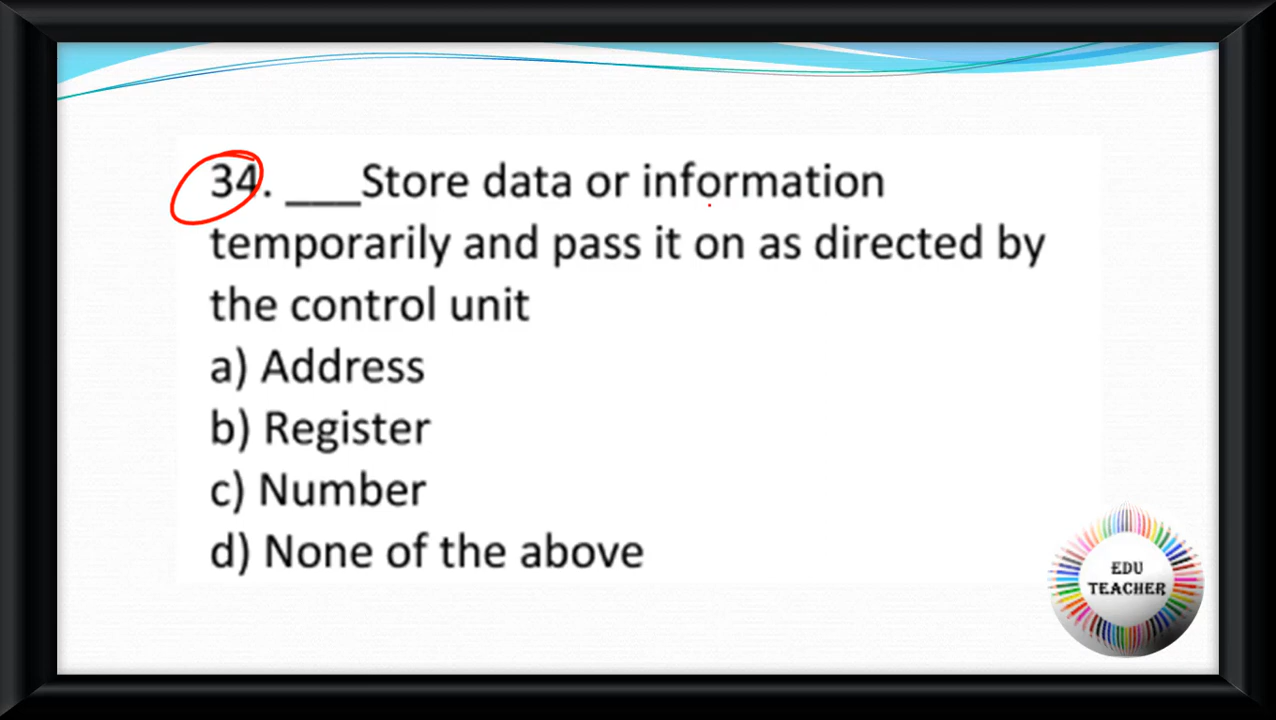 34. ___Store data or information
temporarily and pass it on as directed by
the control unit
a) Address
b) Register
c) Number
d) None of the above
EDU
TEACHER